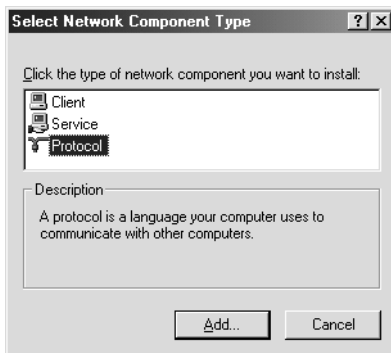 Select Network Component Type
Click the type of network component you want to install:
Client
Service
Protocol
Description
A protocol is a language your computer uses to
communicate with other computers.
Add...
Cancel